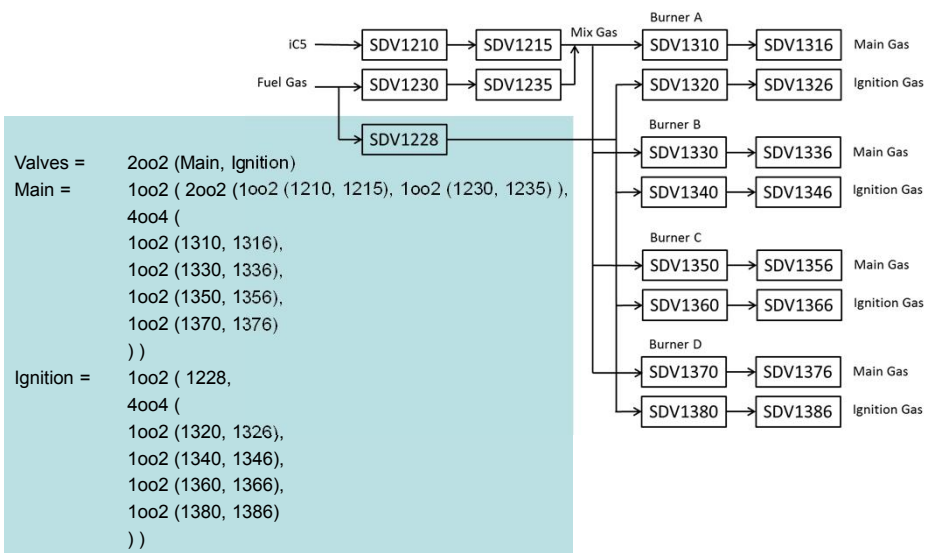 Burner A
iC5 SDV1210 SDV1215 Mix Gas SDV1310 SDV1316 Main Gas
Fuel Gas SDV1230 SDV1235 SDV1320 SDV1326 Ignition Gas
SDV1228
Burner B
SDV1330 SDV1336 Main Gas
SDV1340 SDV1346 Ignition Gas
Burner C
SDV1350 SDV1356 Main Gas
SDV1360 SDV1366 Ignition Gas
Burner D
SDV1370 SDV1376 Main Gas
SDV1380 SDV1386 Ignition Gas
Valves = 2oo2 (Main, Ignition)
Main = 1oo2 ( 2oo2 (1oo2 (1210, 1215), 1oo2 (1230, 1235) ),
4oo4 (
1oo2 (1310, 1316),
1oo2 (1330, 1336),
1oo2 (1350, 1356),
1oo2 (1370, 1376)
) )
Ignition = 1oo2 ( 1228,
4oo4 (
1oo2 (1320, 1326),
1oo2 (1340, 1346),
1oo2 (1360, 1366),
1oo2 (1380, 1386)
) )